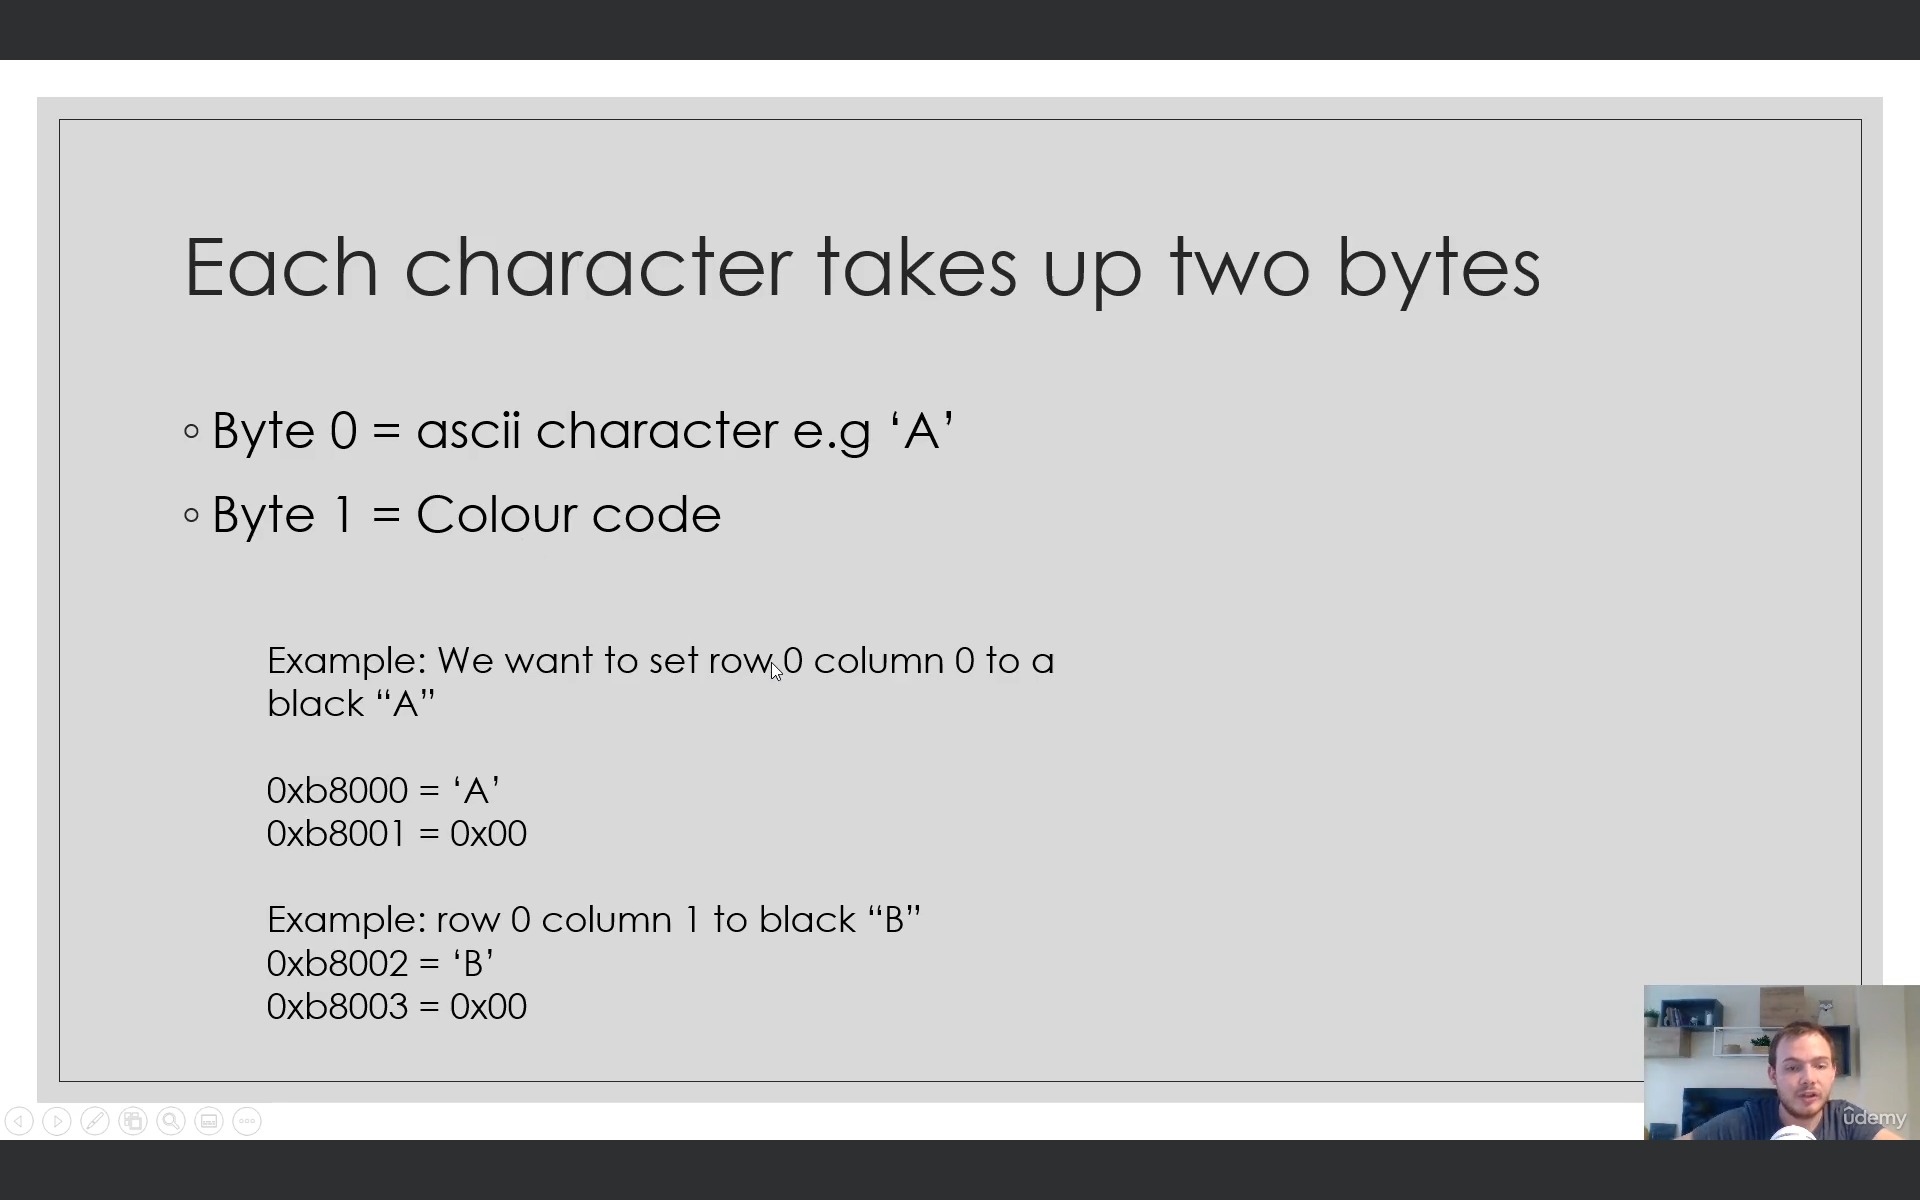 Each character takes up two bytes
◦ Byte 0 = ascii character e.g ‘A’
◦ Byte 1 = Colour code
Example: We want to set row 0 column 0 to a
black “A”
0xb8000 = ‘A’
0xb8001 = 0x00
Example: row 0 column 1 to black “B”
0xb8002 = ‘B’
0xb8003 = 0x00
ûdemy